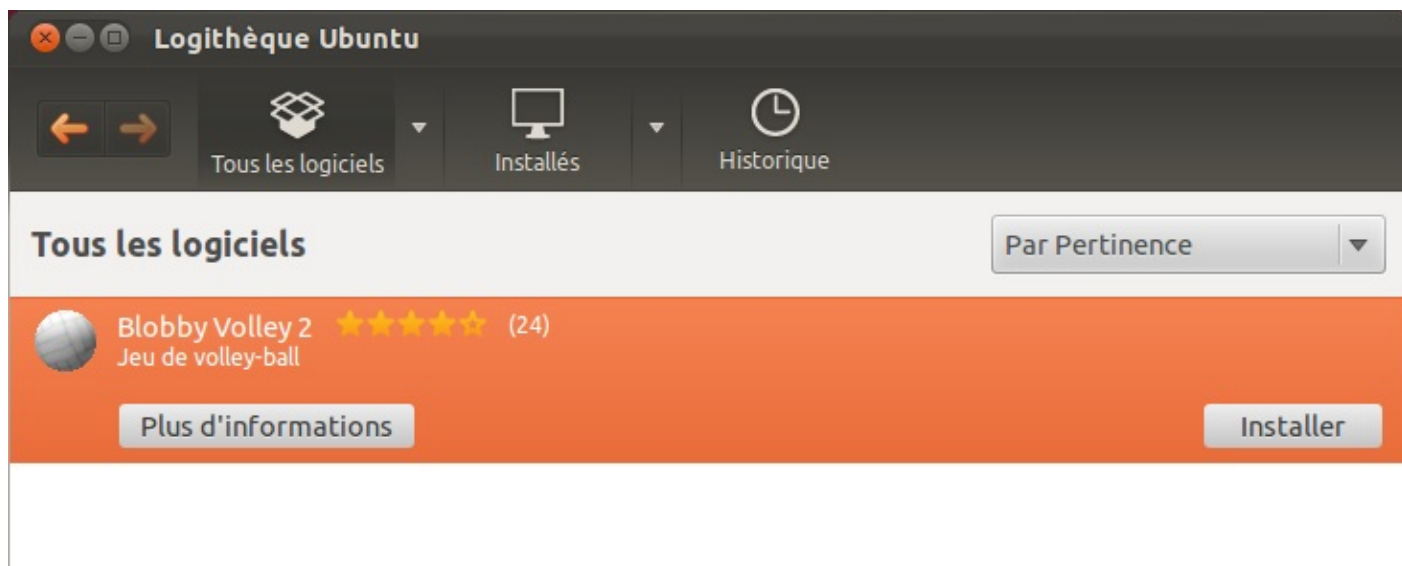 Logithèque Ubuntu
Tous les logiciels
Installés
Historique
Tous les logiciels
Par Pertinence
Blobby Volley 2 (24)
Jeu de volley-ball
Plus d'informations
Installer